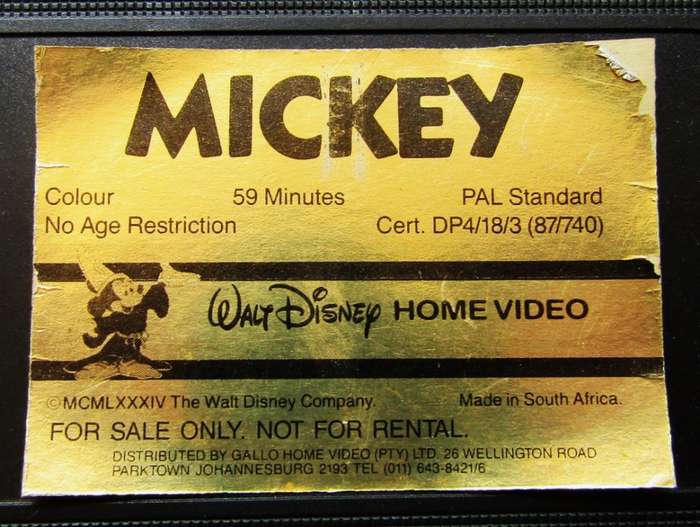 MICKEY
Colour 59 Minutes PAL Standard
No Age Restriction Cert. DP4/18/3 (87/740)
WALT DISNEY HOME VIDEO
©MCMLXXXIV The Walt Disney Company. Made in South Africa.
FOR SALE ONLY. NOT FOR RENTAL.
DISTRIBUTED BY GALLO HOME VIDEO (PTY) LTD. 26 WELLINGTON ROAD
PARKTOWN JOHANNESBURG 2193 TEL (011) 643-8421/6